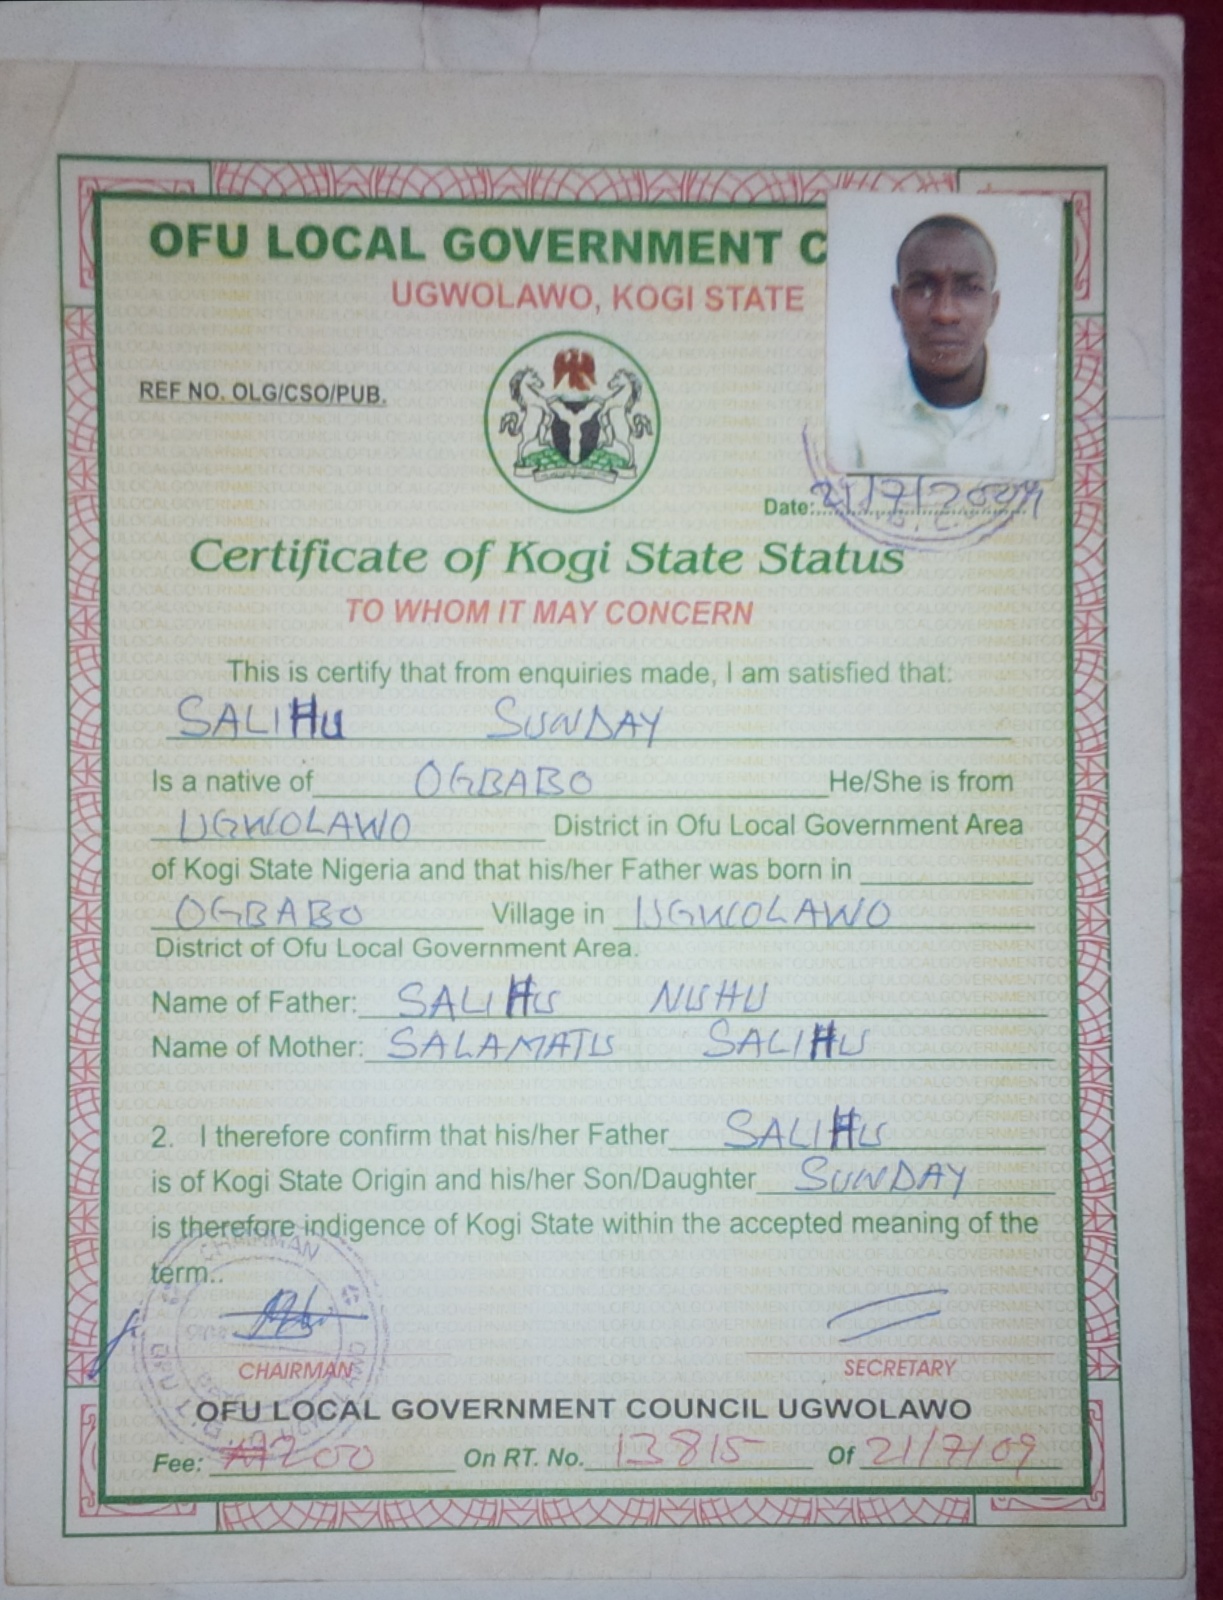 OFU LOCAL GOVERNMENT C
UGWOLAWO, KOGI STATE
REF NO. OLG/CSO/PUB.
Date: 21/7/2009
Certificate of Kogi State Status
TO WHOM IT MAY CONCERN
This is certify that from enquiries made, I am satisfied that:
SALIHU SUNDAY
Is a native of OGBABO He/She is from
UGWOLAWO District in Ofu Local Government Area
of Kogi State Nigeria and that his/her Father was born in
OGBABO Village in UGWOLAWO
District of Ofu Local Government Area.
Name of Father: SALIHU NUHU
Name of Mother: SALAMATU SALIHU
2. I therefore confirm that his/her Father SALIHU
is of Kogi State Origin and his/her Son/Daughter SUNDAY
is therefore indigence of Kogi State within the accepted meaning of the
term..
CHAIRMAN
CHAIRMAN SECRETARY
OFU LOCAL GOVERNMENT COUNCIL UGWOLAWO
Fee: ₦200 On RT. No. 13815 Of 21/7/09